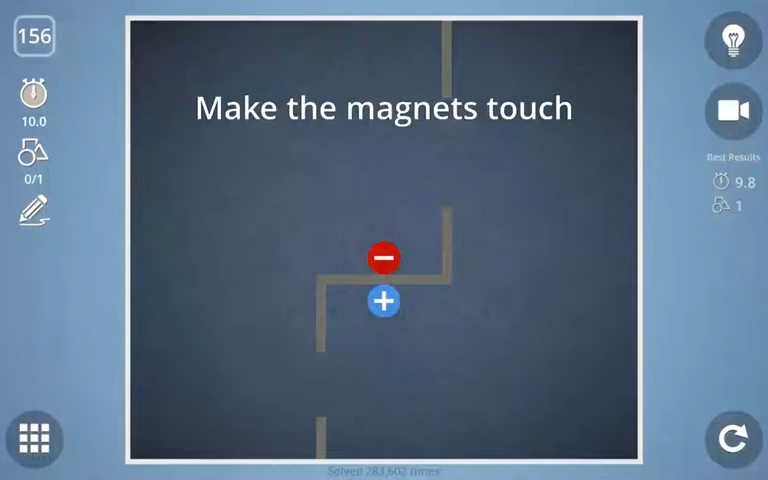 156
10.0
0/1
Make the magnets touch
Best Results
9.8
1
Solved 283,602 times